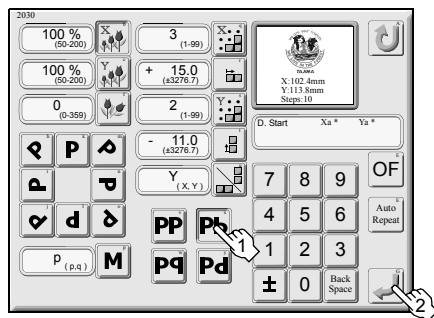 2030
100 %
(50-200)
X
3
(1-99)
X
TAJIMA
X:102.4mm
Y:113.8mm
Steps:10
100 %
(50-200)
Y
+ 15.0
(±3276.7)
0
(0-359)
2
(1-99)
Y
D. Start Xa * Ya *
P P P
- 11.0
(±3276.7)
P P
Y
(X, Y)
7 8 9
OF
P P P
PP Pb
4 5 6
Auto
Repeat
1
1 2 3
P
(p,q)
M
Pq Pd
± 0
Back
Space
2